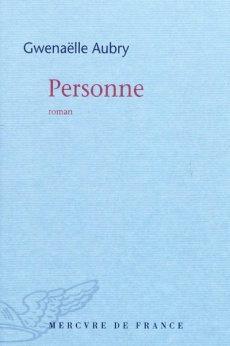 Gwenaëlle Aubry
Personne
roman
MERCVRE DE FRANCE